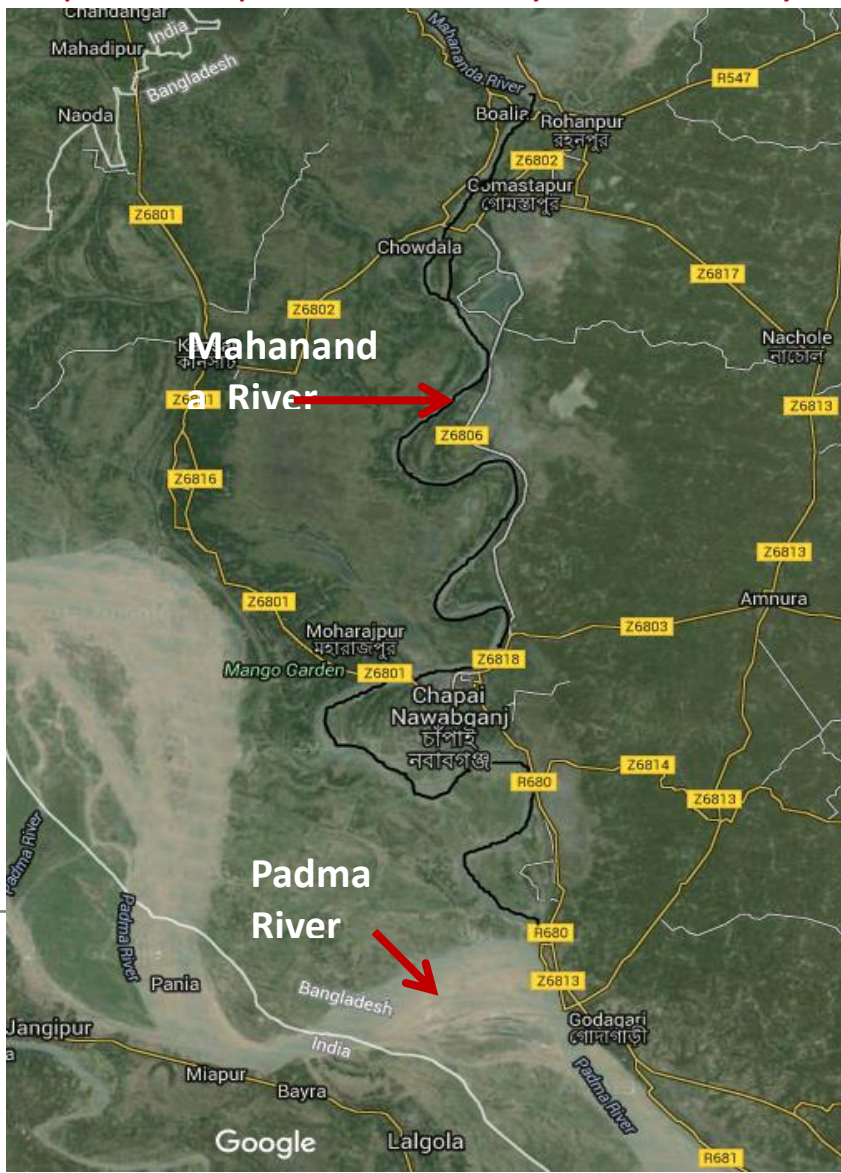 Chandangar
India
Mahadipur
Bangladesh
Naoda
Mahananda River
R547
Boalia
Rohanpur
রহনপুর
Z6802
Gomastapur
গোমস্তাপুর
Z6801
Chowdala
Z6817
Z6802
Nachole
নাচোল
Mahanand
a River
কানসাট
Z6801
Z6813
Z6806
Z6816
Z6813
Z6801
Amnura
Z6803
Moharajpur
মহারাজপুর
Z6818
Mango Garden
Z6801
Chapai
Nawabganj
চাঁপাই
নবাবগঞ্জ
Z6814
R680
Z6813
Padma River
Padma
River
Padma River
R680
Z6813
Pania
Bangladesh
Godagari
গোদাগাড়ী
Jangipur
India
Miapur
Bayra
Padma River
Google
Lalgola
R681